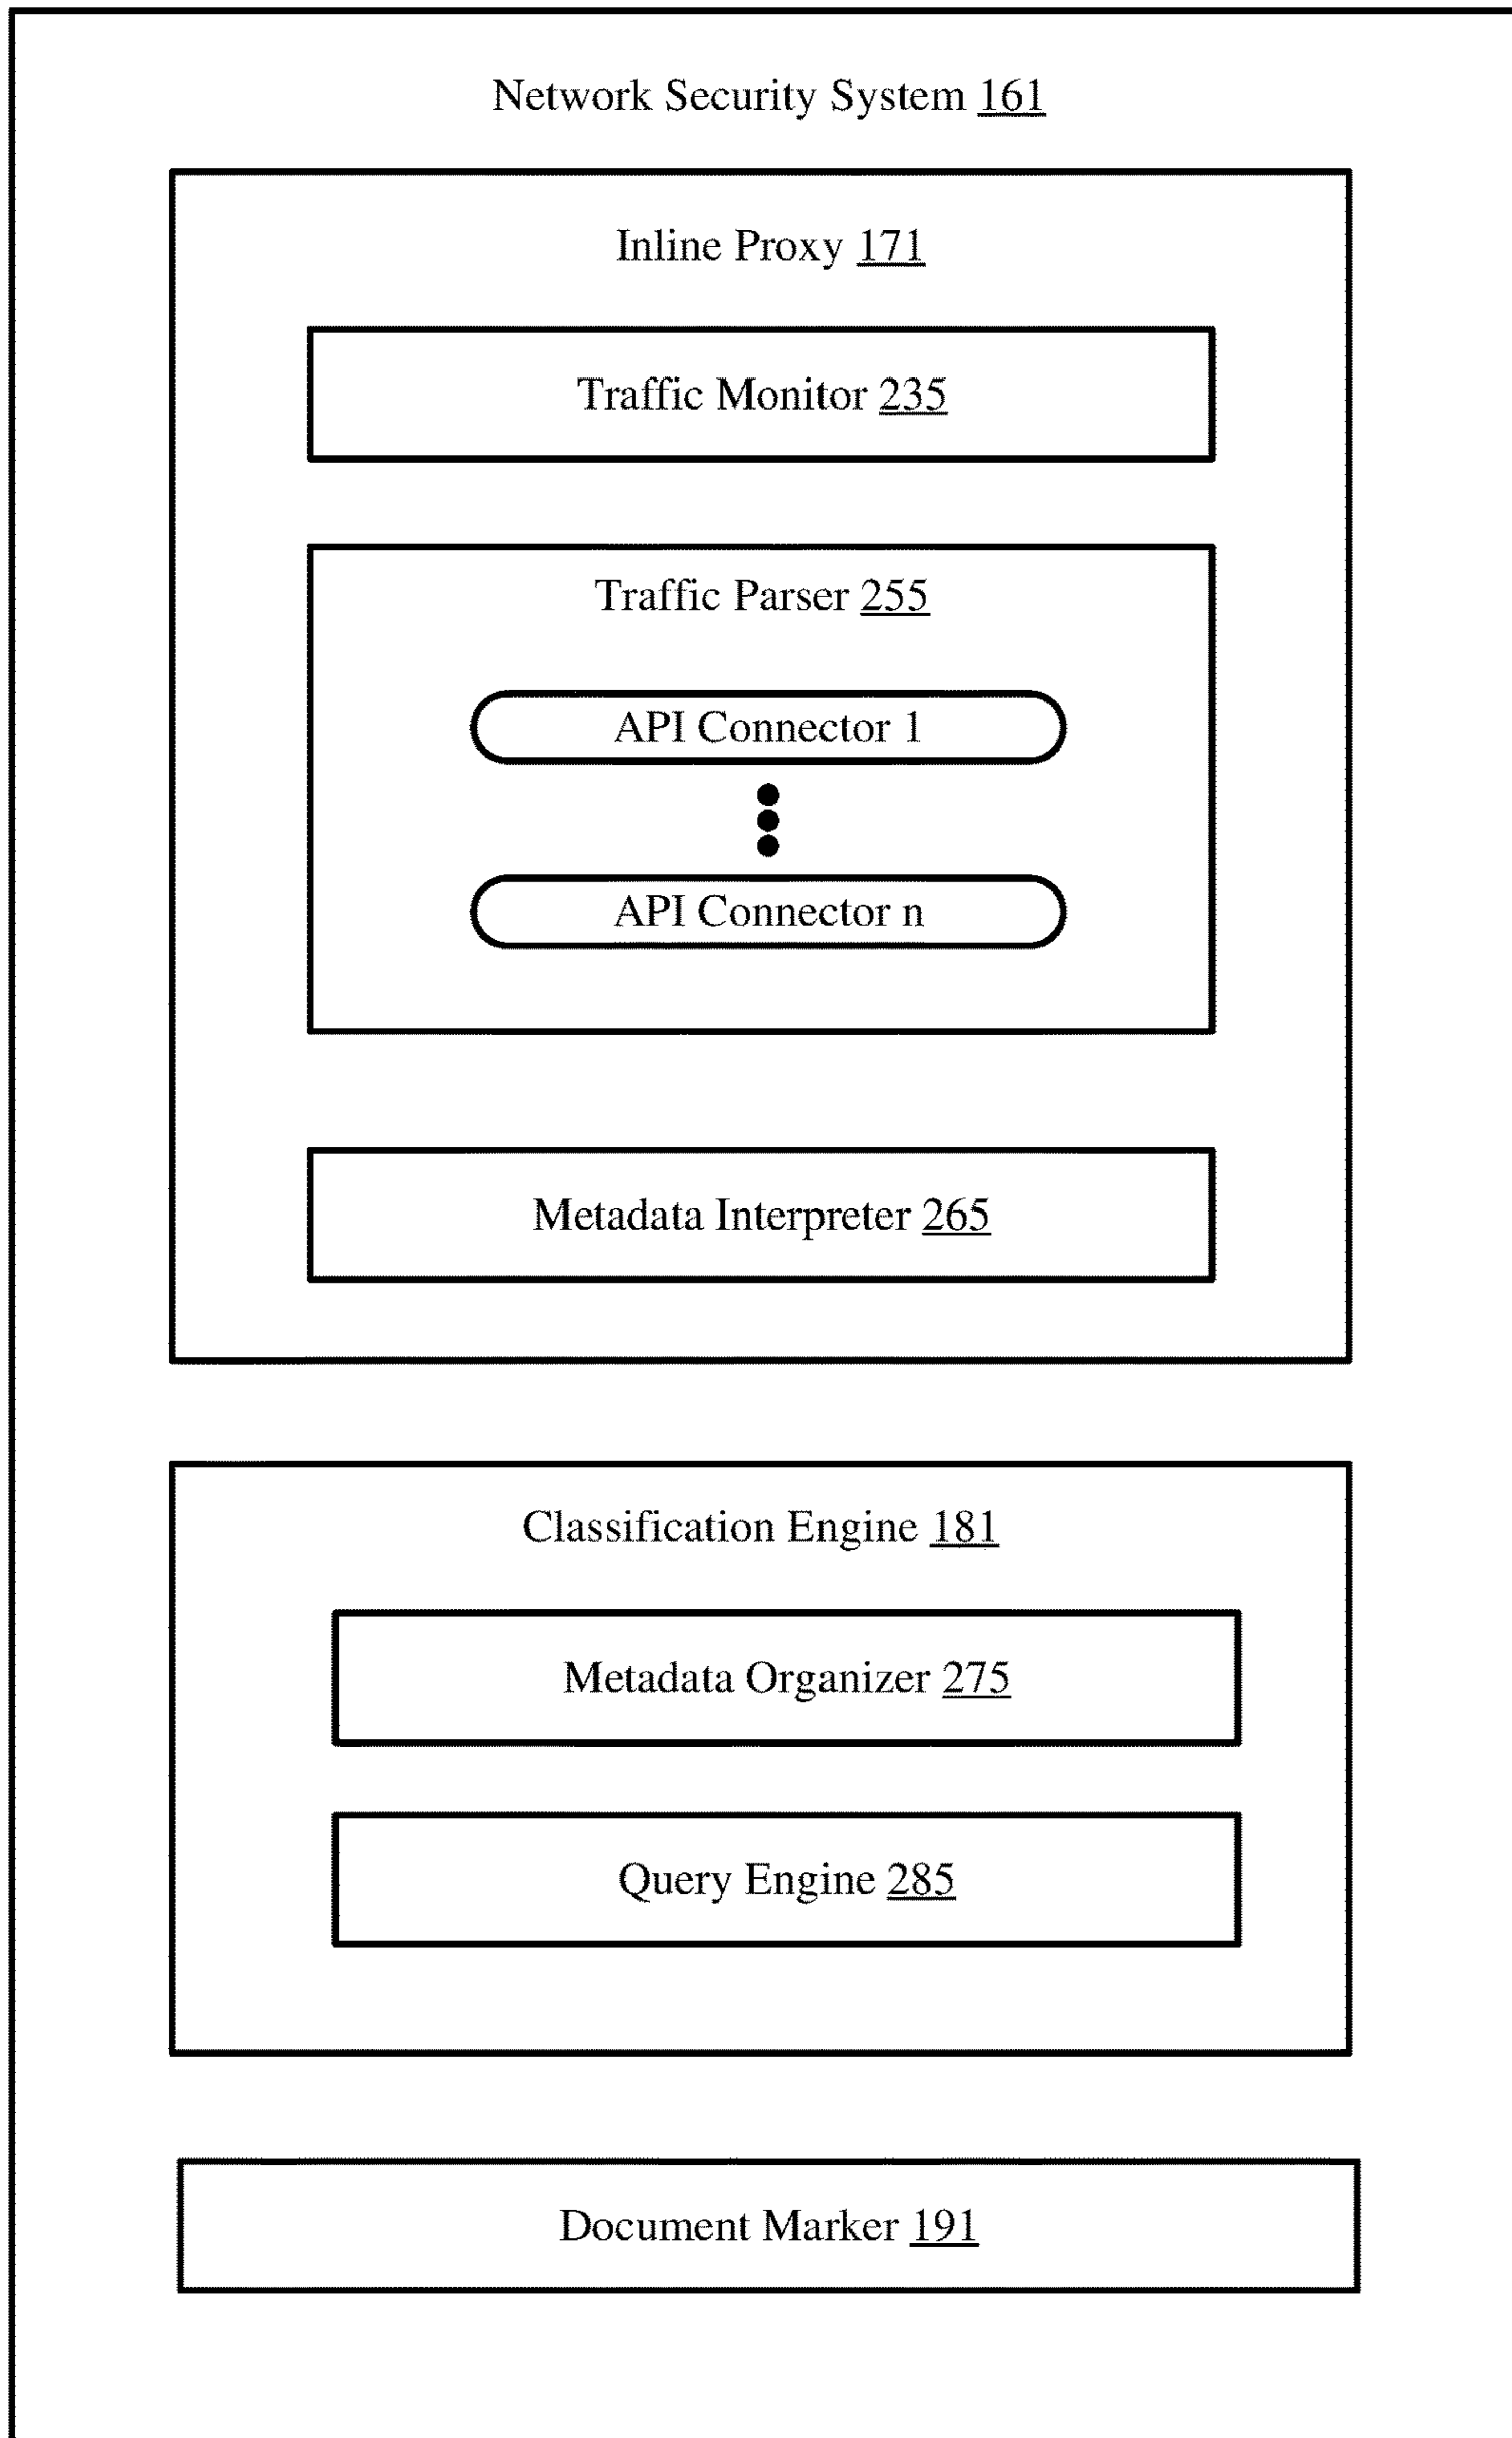 Network Security System 161
Inline Proxy 171
Traffic Monitor 235
Traffic Parser 255
API Connector 1
API Connector n
Metadata Interpreter 265
Classification Engine 181
Metadata Organizer 275
Query Engine 285
Document Marker 191